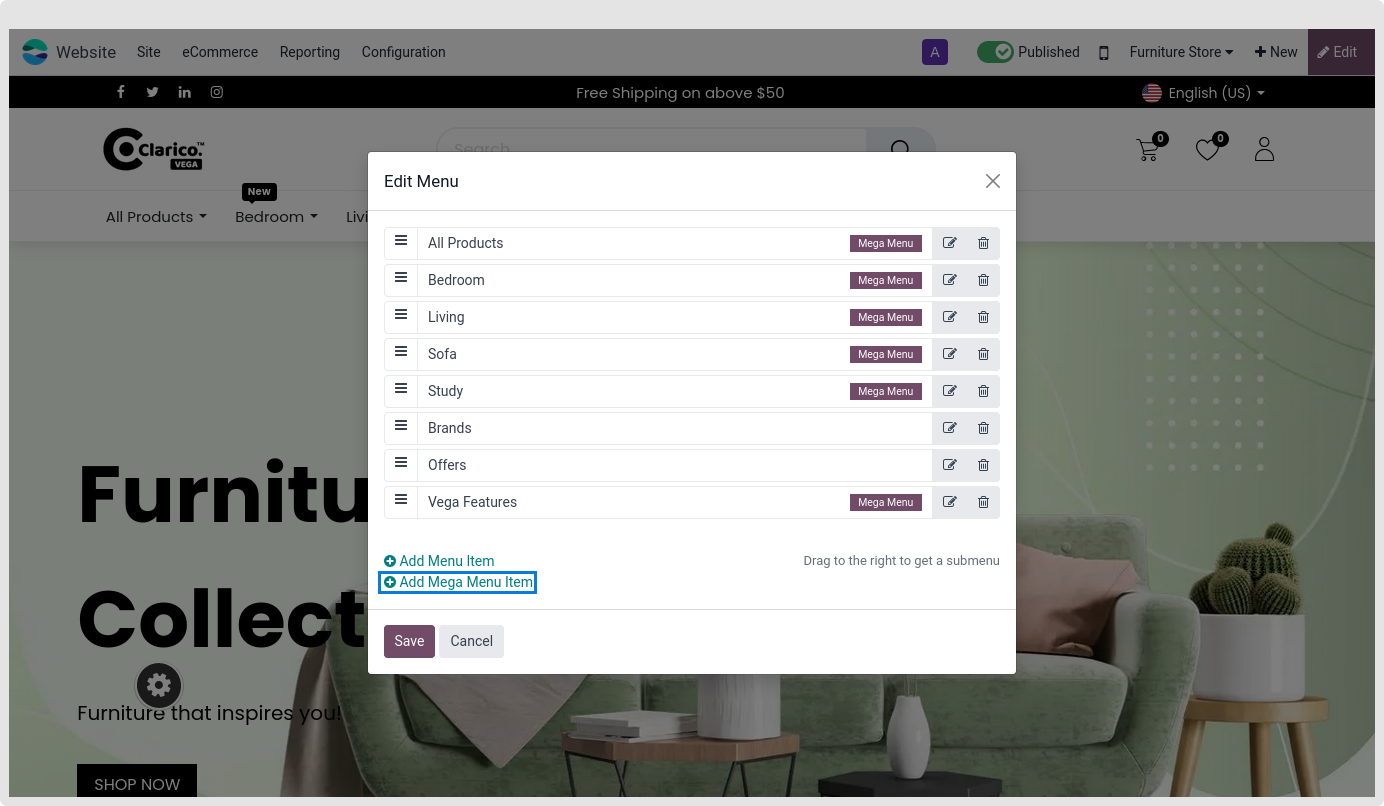 Website Site eCommerce Reporting Configuration A Published Furniture Store New Edit
Free Shipping on above $50 English (US)
Clarico.™ VEGA Search 0 0
New
All Products Bedroom Livi
Edit Menu
All Products Mega Menu
Bedroom Mega Menu
Living Mega Menu
Sofa Mega Menu
Study Mega Menu
Brands
Offers
Vega Features Mega Menu
Add Menu Item Drag to the right to get a submenu
Add Mega Menu Item
Save Cancel
Furnitu
Collect
Furniture that inspires you!
SHOP NOW